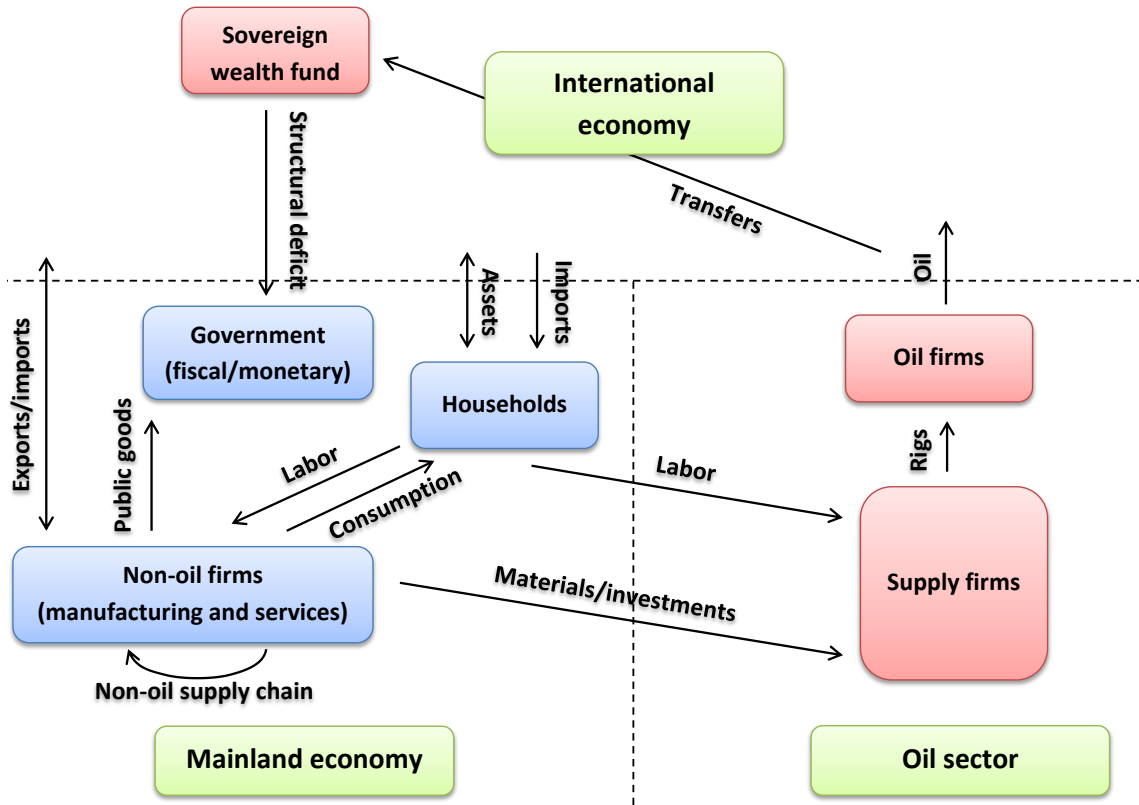 Sovereign
wealth fund
International
economy
Structural deficit
Transfers
Oil
Exports/imports
Assets
Imports
Government
(fiscal/monetary)
Households
Oil firms
Public goods
Labor
Consumption
Labor
Rigs
Non-oil firms
(manufacturing and services)
Materials/investments
Supply firms
Non-oil supply chain
Mainland economy
Oil sector